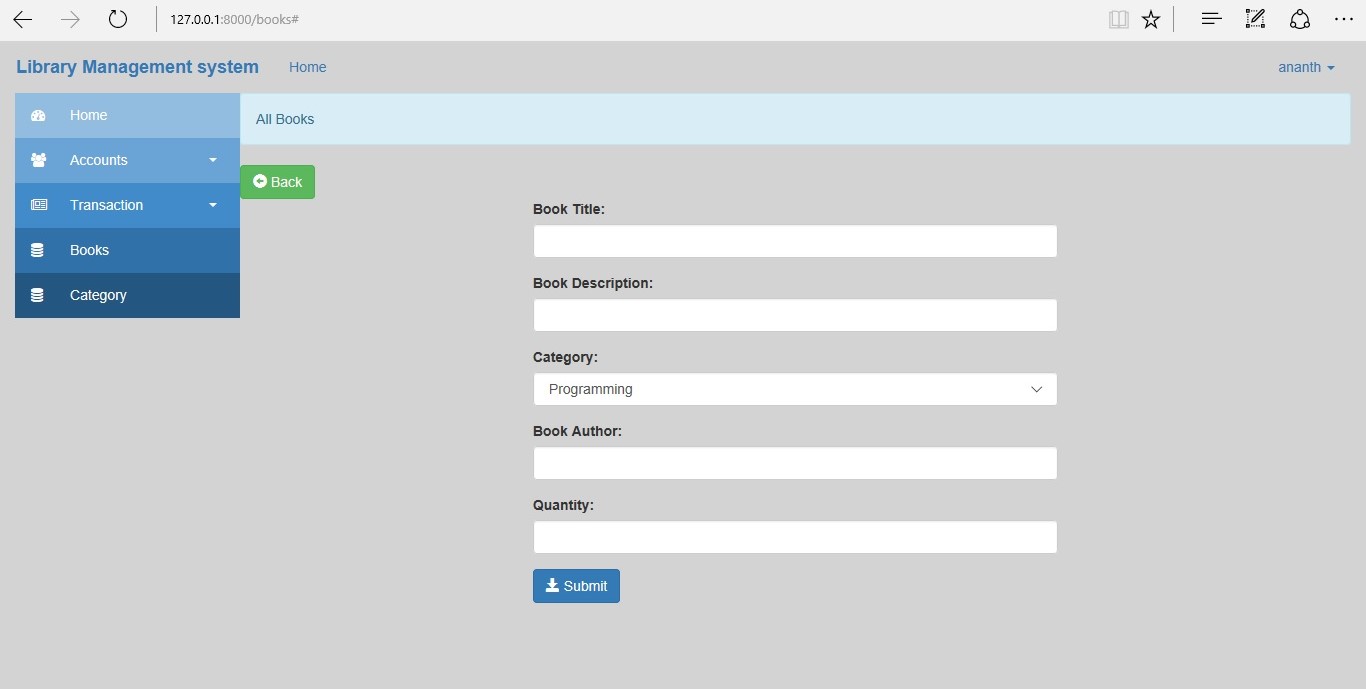 127.0.0.1:8000/books#
Library Management system Home ananth
Home
Accounts
Transaction
Books
Category
All Books
Back
Book Title:
Book Description:
Category:
Programming
Book Author:
Quantity:
Submit